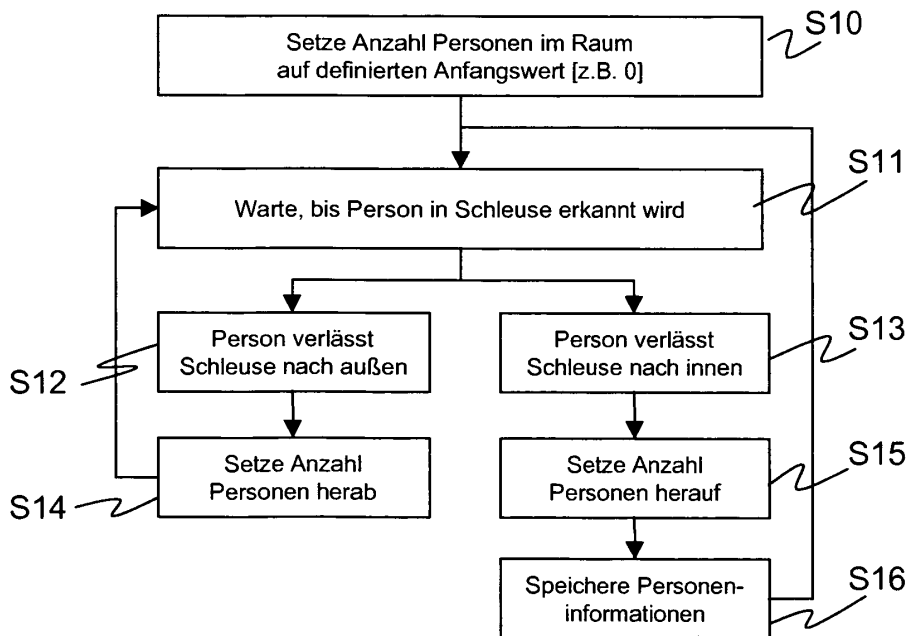 Setze Anzahl Personen im Raum
auf definierten Anfangswert [z.B. 0]
S10
Warte, bis Person in Schleuse erkannt wird
S11
Person verlässt
Schleuse nach außen
S12
Person verlässt
Schleuse nach innen
S13
Setze Anzahl
Personen herab
S14
Setze Anzahl
Personen herauf
S15
Speichere Personen-
informationen
S16